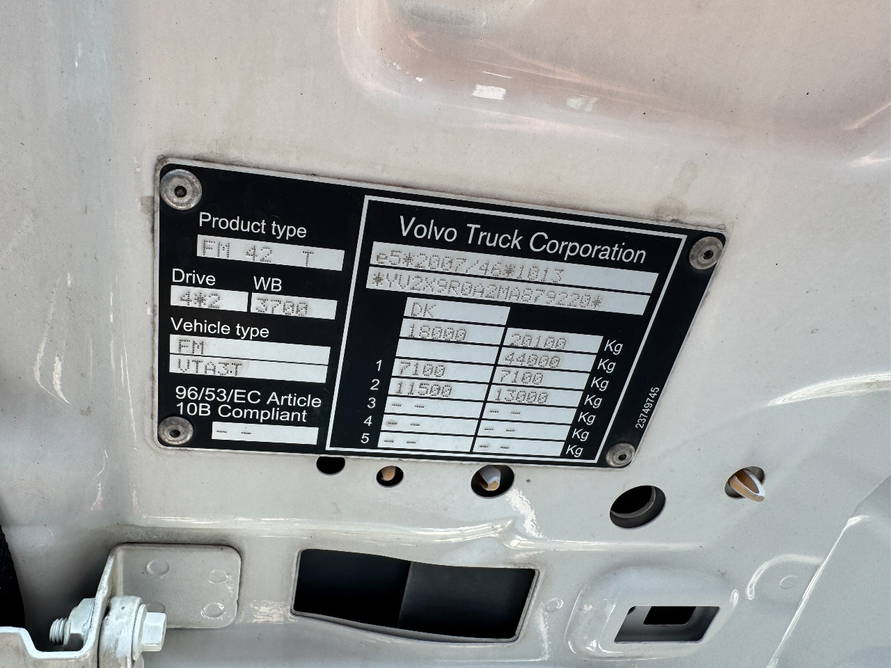 Product type
FM 42 T
Drive WB
4*2 3700
Vehicle type
FM
VTA3T
96/53/EC Article
10B Compliant
-- --
Volvo Truck Corporation
e5*2007/46*1013
*YV2X9R0A2MA879220*
DK
18000 20100 Kg
44000 Kg
1 7100 7100 Kg
2 11500 13000 Kg
3 -- -- -- -- Kg
4 -- -- -- -- Kg
5 -- -- -- -- Kg
23749745